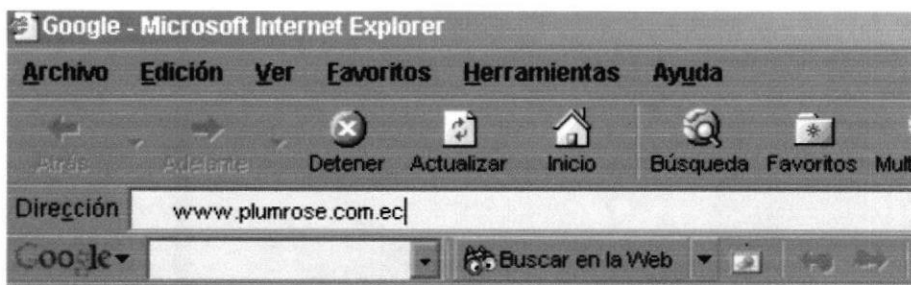 Google - Microsoft Internet Explorer
Archivo Edición Ver Favoritos Herramientas Ayuda
Atrás Adelante Detener Actualizar Inicio Búsqueda Favoritos
Dirección www.plumrose.com.ec
Google Buscar en la Web